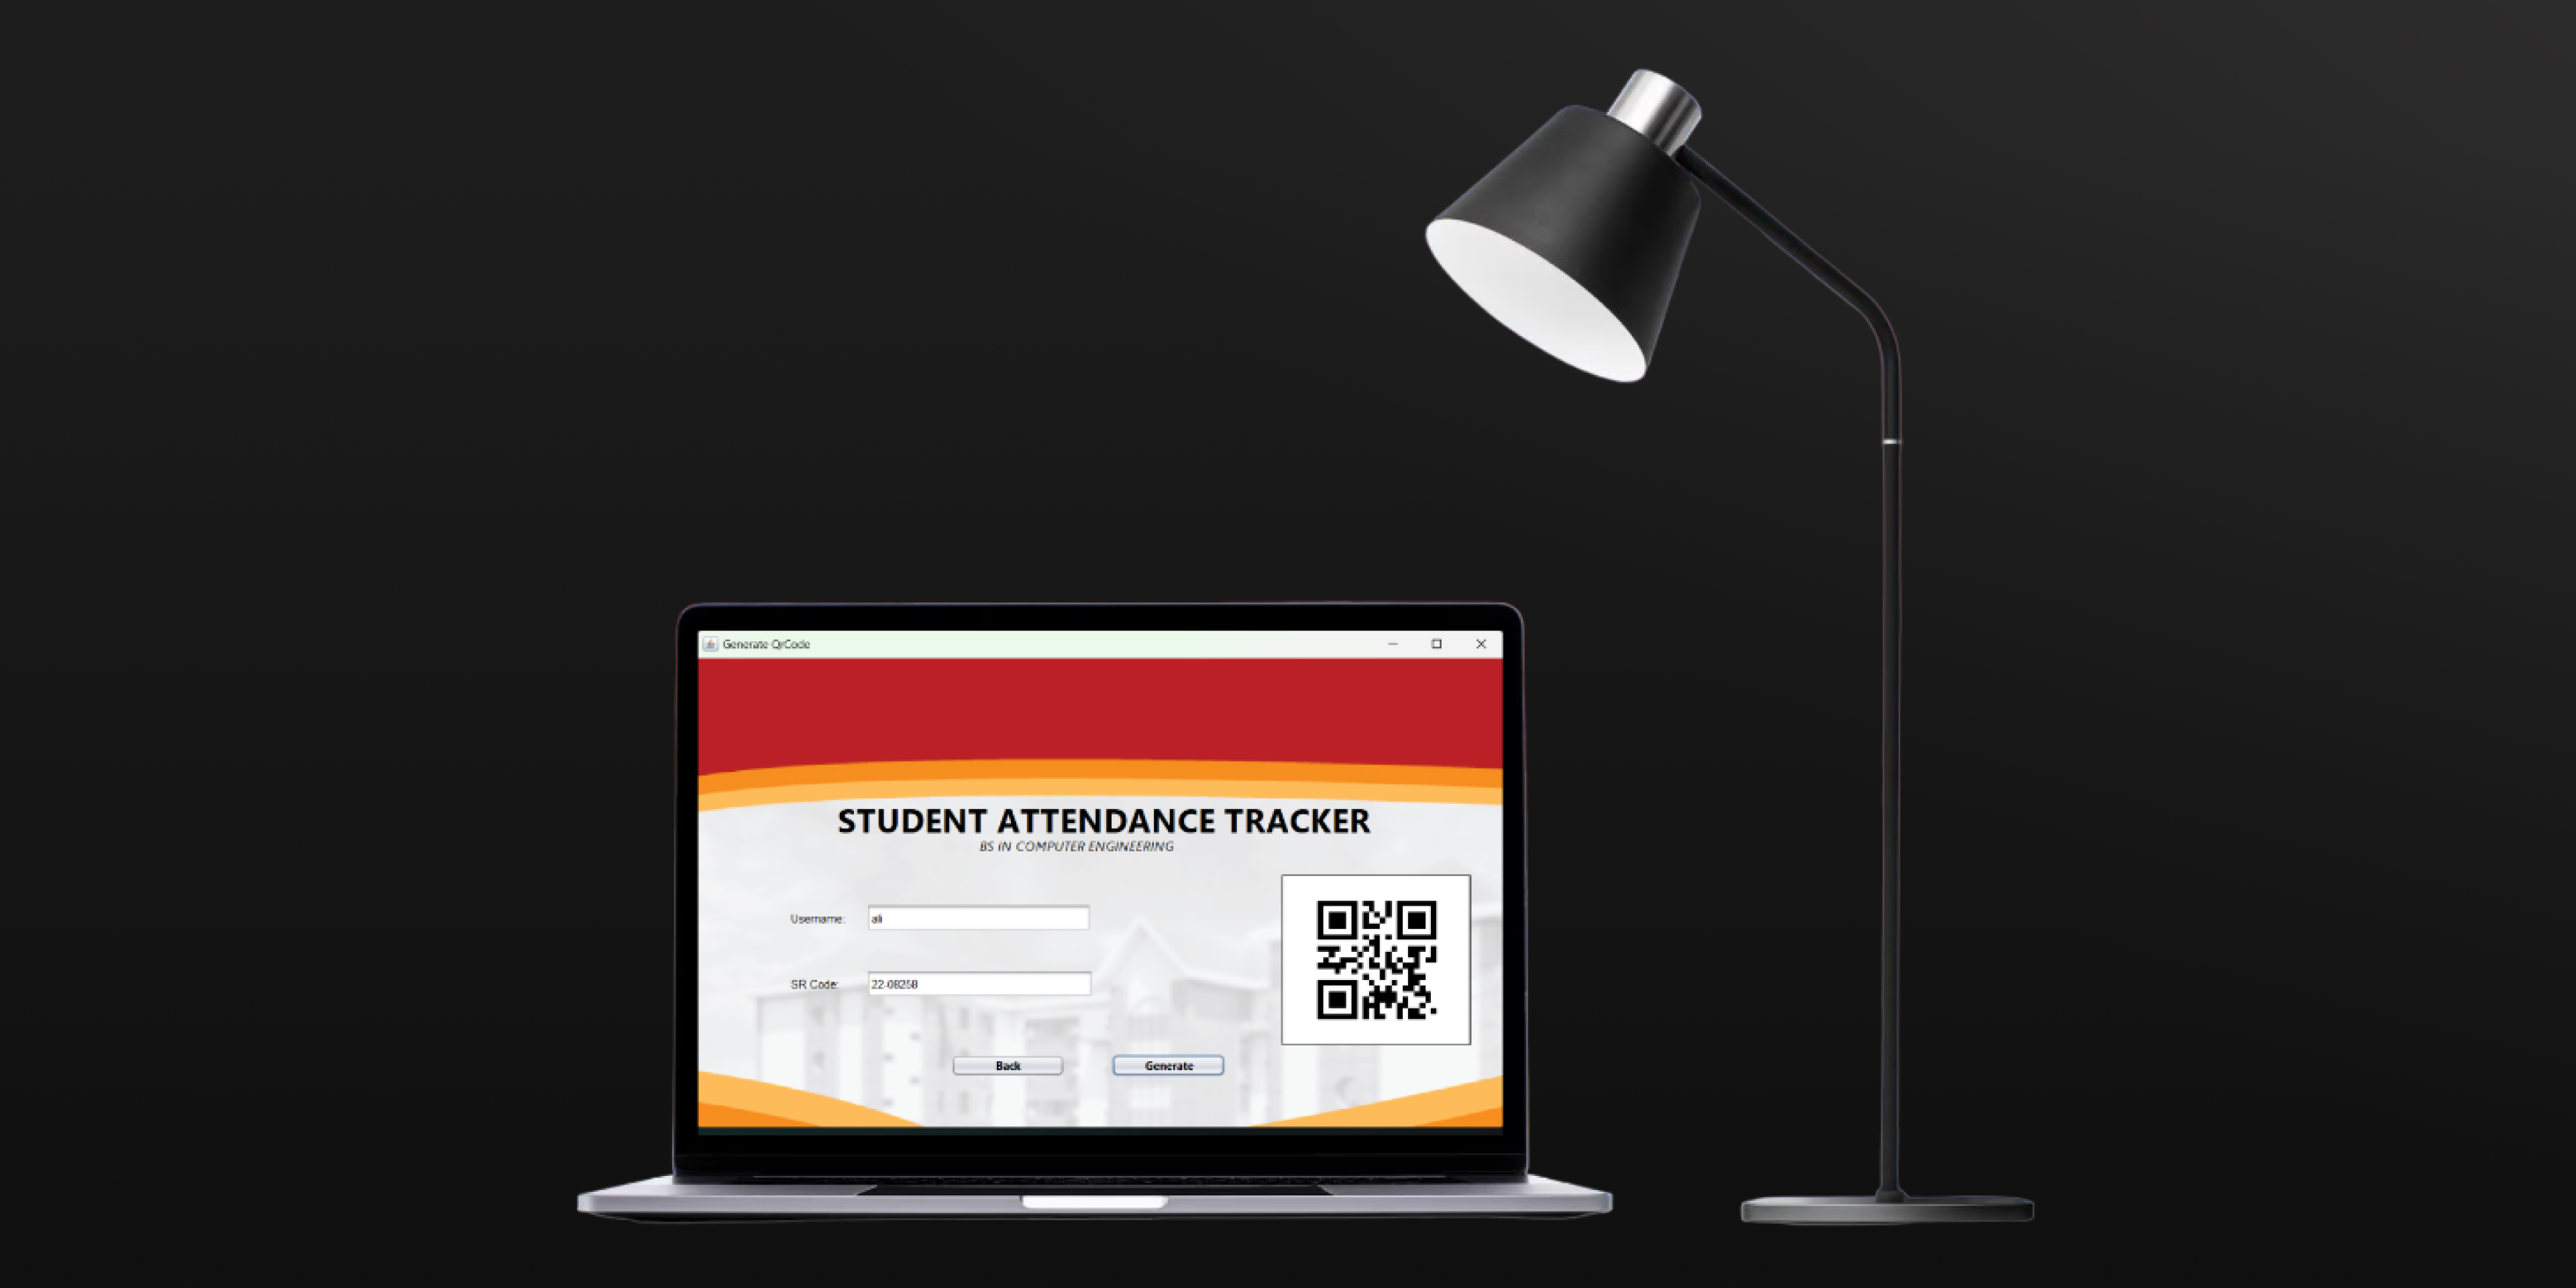 Generate QrCode
STUDENT ATTENDANCE TRACKER
BS IN COMPUTER ENGINEERING
Username: ali
SR Code: 22-08258
Back Generate